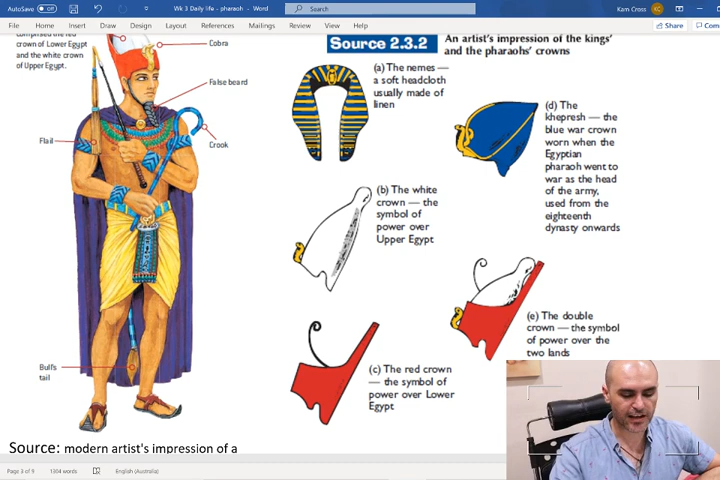 AutoSave Off
Wk 3 Daily life - pharaoh - Word
Search
Kam Cross
KC
File Home Insert Draw Design Layout References Mailings Review View Help
Share
crown of Lower Egypt
and the white crown
of Upper Egypt.
Cobra
False beard
Flail
Crook
Bull's
tail
Source 2.3.2
An artist's impression of the kings'
and the pharaohs' crowns
(a) The nemes —
a soft headcloth
usually made of
linen
(b) The white
crown — the
symbol of
power over
Upper Egypt
(c) The red crown
— the symbol of
power over Lower
Egypt
(d) The
khepresh — the
blue war crown
worn when the
Egyptian
pharaoh went to
war as the head
of the army,
used from the
eighteenth
dynasty onwards
(e) The double
crown — the symbol
of power over the
two lands
Source: modern artist's impression of a
Page 3 of 9 1304 words English (Australia)